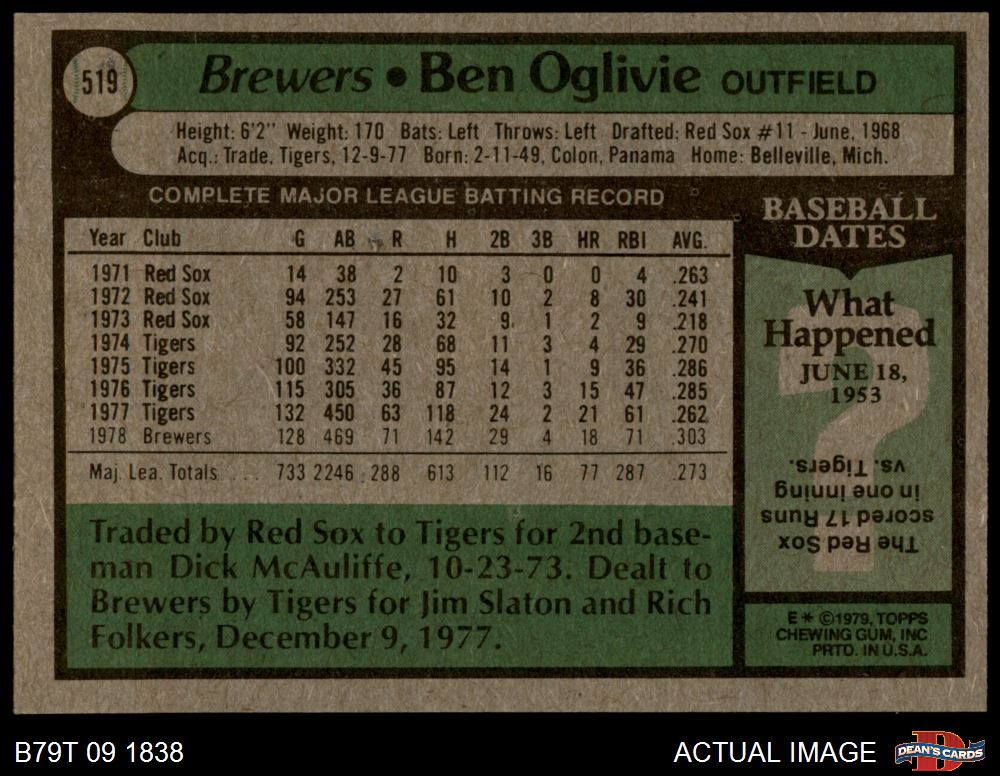 519
Brewers • Ben Oglivie OUTFIELD
Height: 6'2" Weight: 170 Bats: Left Throws: Left Drafted: Red Sox #11 - June, 1968
Acq.: Trade, Tigers, 12-9-77 Born: 2-11-49, Colon, Panama Home: Belleville, Mich.
COMPLETE MAJOR LEAGUE BATTING RECORD
Year Club G AB R H 2B 3B HR RBI AVG.
1971 Red Sox 14 38 2 10 3 0 0 4 .263
1972 Red Sox 94 253 27 61 10 2 8 30 .241
1973 Red Sox 58 147 16 32 9 1 2 9 .218
1974 Tigers 92 252 28 68 11 3 4 29 .270
1975 Tigers 100 332 45 95 14 1 9 36 .286
1976 Tigers 115 305 36 87 12 3 15 47 .285
1977 Tigers 132 450 63 118 24 2 21 61 .262
1978 Brewers 128 469 71 142 29 4 18 71 .303
Maj. Lea. Totals . . . 733 2246 288 613 112 16 77 287 .273
Traded by Red Sox to Tigers for 2nd base-
man Dick McAuliffe, 10-23-73. Dealt to
Brewers by Tigers for Jim Slaton and Rich
Folkers, December 9, 1977.
BASEBALL
DATES
What
Happened
JUNE 18,
1953
The Red Sox
scored 17 Runs
in one inning
vs. Tigers.
E * ©1979, TOPPS
CHEWING GUM, INC
PRTD. IN U.S.A.
B79T 09 1838
ACTUAL IMAGE
DEAN'S CARDS